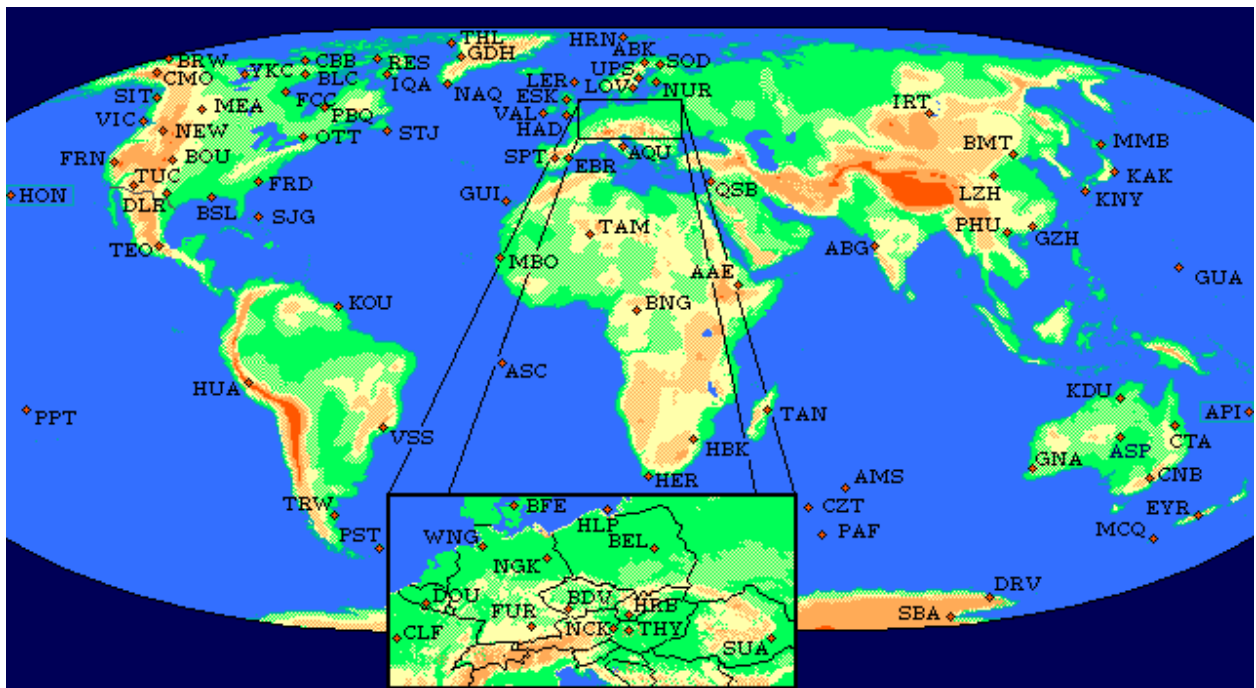 THL
HRN
ABK
GDH
BRW
CBB
RES
UPS
SOD
CMO
YKC
BLC
IQA
LER
LOV
NUR
SIT
MEA
FCC
PBQ
NAQ
ESK
IRT
VIC
NEW
OTT
STJ
VAL
HAD
BMT
MMB
FRN
BOU
SPT
EBR
AQU
TUC
FRD
KAK
HON
DLR
BSL
SJG
GUI
QSB
LZH
KNY
TEO
TAM
PHU
GZH
ABG
MBO
AAE
GUA
KOU
BNG
ASC
HUA
KDU
PPT
TAN
API
VSS
HBK
ASP
CTA
GNA
HER
AMS
CNB
TRW
BFE
CZT
EYR
PST
WNG
HLP
BEL
PAF
MCQ
NGK
DOU
BDV
HRB
DRV
FUR
NCK
THY
SBA
CLF
SUA